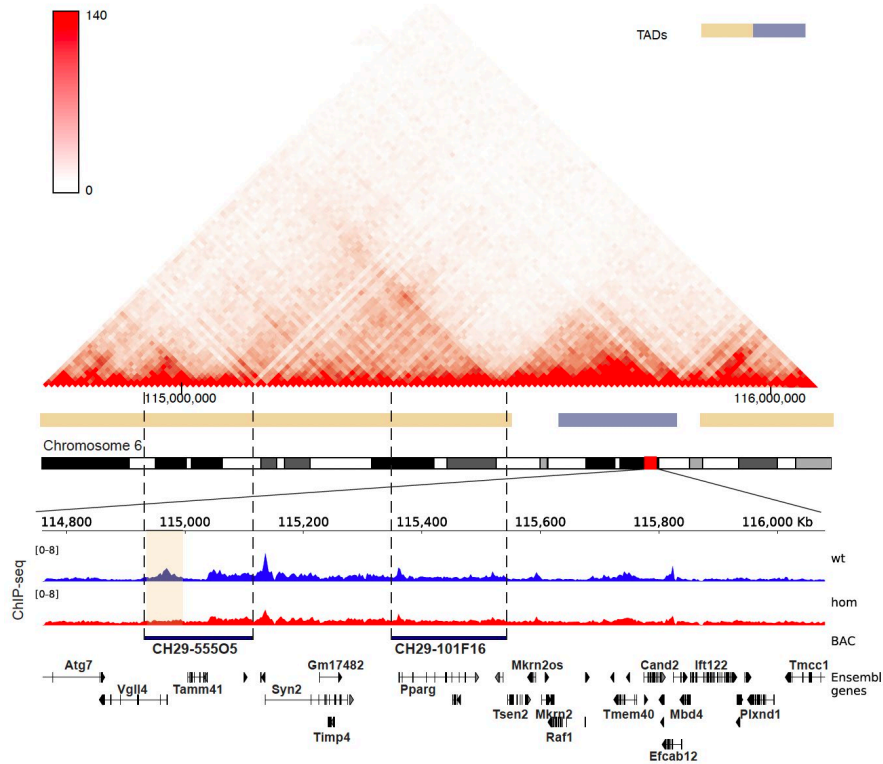 140
TADs
0
115,000,000
116,000,000
Chromosome 6
114,800 115,000 115,200 115,400 115,600 115,800 116,000 Kb
[0-8]
wt
ChIP-seq
[0-8]
hom
BAC
CH29-555O5 CH29-101F16
Atg7 Gm17482 Mkrn2os Cand2 Ift122 Tmcc1
Ensembl
genes
Vgll4 Tamm41 Syn2 Pparg
Tsen2 Mkrn2 Tmem40 Mbd4 Plxnd1
Timp4 Raf1
Efcab12